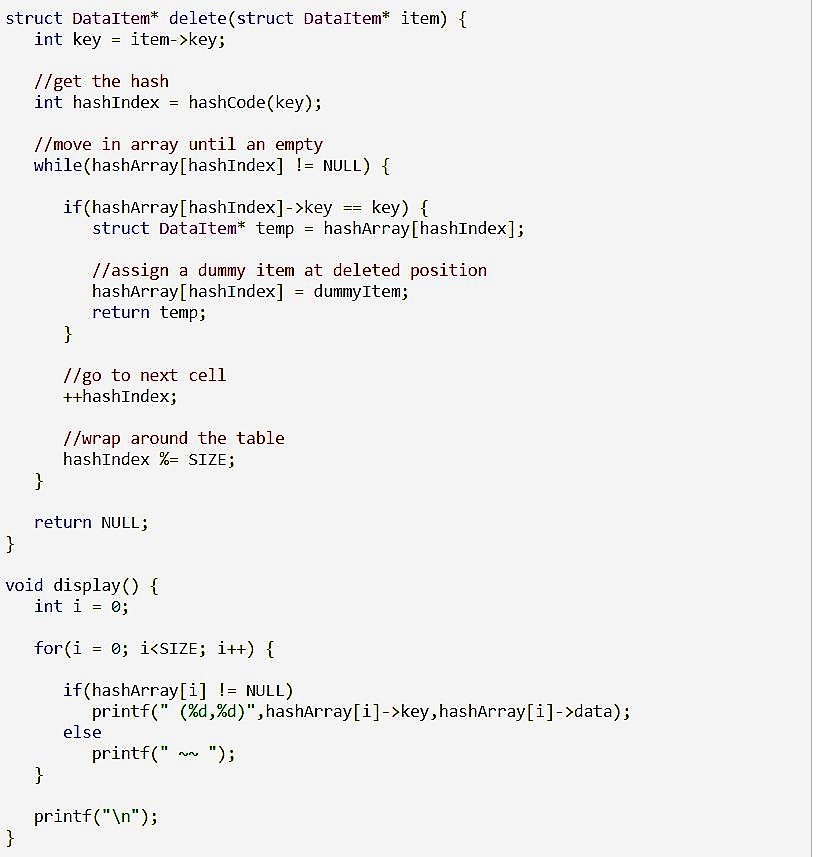 struct DataItem* delete(struct DataItem* item) {
   int key = item->key;

   //get the hash
   int hashIndex = hashCode(key);

   //move in array until an empty
   while(hashArray[hashIndex] != NULL) {

      if(hashArray[hashIndex]->key == key) {
         struct DataItem* temp = hashArray[hashIndex];

         //assign a dummy item at deleted position
         hashArray[hashIndex] = dummyItem;
         return temp;
      }

      //go to next cell
      ++hashIndex;

      //wrap around the table
      hashIndex %= SIZE;
   }

   return NULL;
}

void display() {
   int i = 0;

   for(i = 0; i<SIZE; i++) {

      if(hashArray[i] != NULL)
         printf(" (%d,%d)",hashArray[i]->key,hashArray[i]->data);
      else
         printf(" ~~ ");
   }

   printf("\n");
}